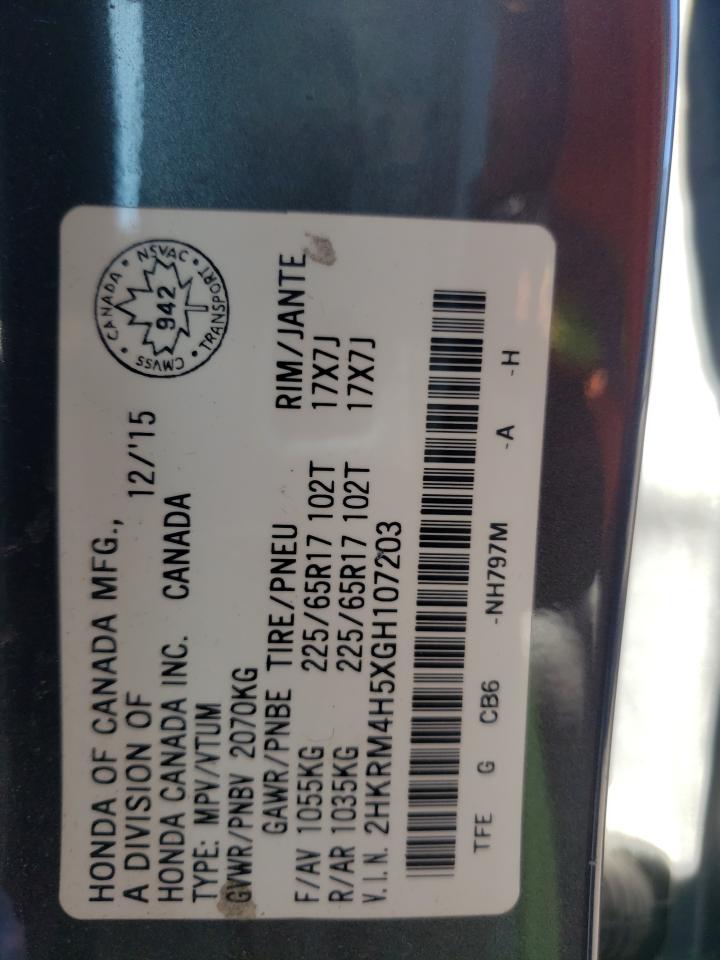 HONDA OF CANADA MFG., 12/'15
A DIVISION OF
HONDA CANADA INC. CANADA
TYPE: MPV/VTUM
GVWR/PNBV 2070KG
GAWR/PNBE TIRE/PNEU RIM/JANTE
F/AV 1055KG 225/65R17 102T 17X7J
R/AR 1035KG 225/65R17 102T 17X7J
V.I.N. 2HKRM4H5XGH107203
TFE G CB6 -NH797M -A -H
CANADA • NSVAC • TRANSPORT • CMVSS •
942